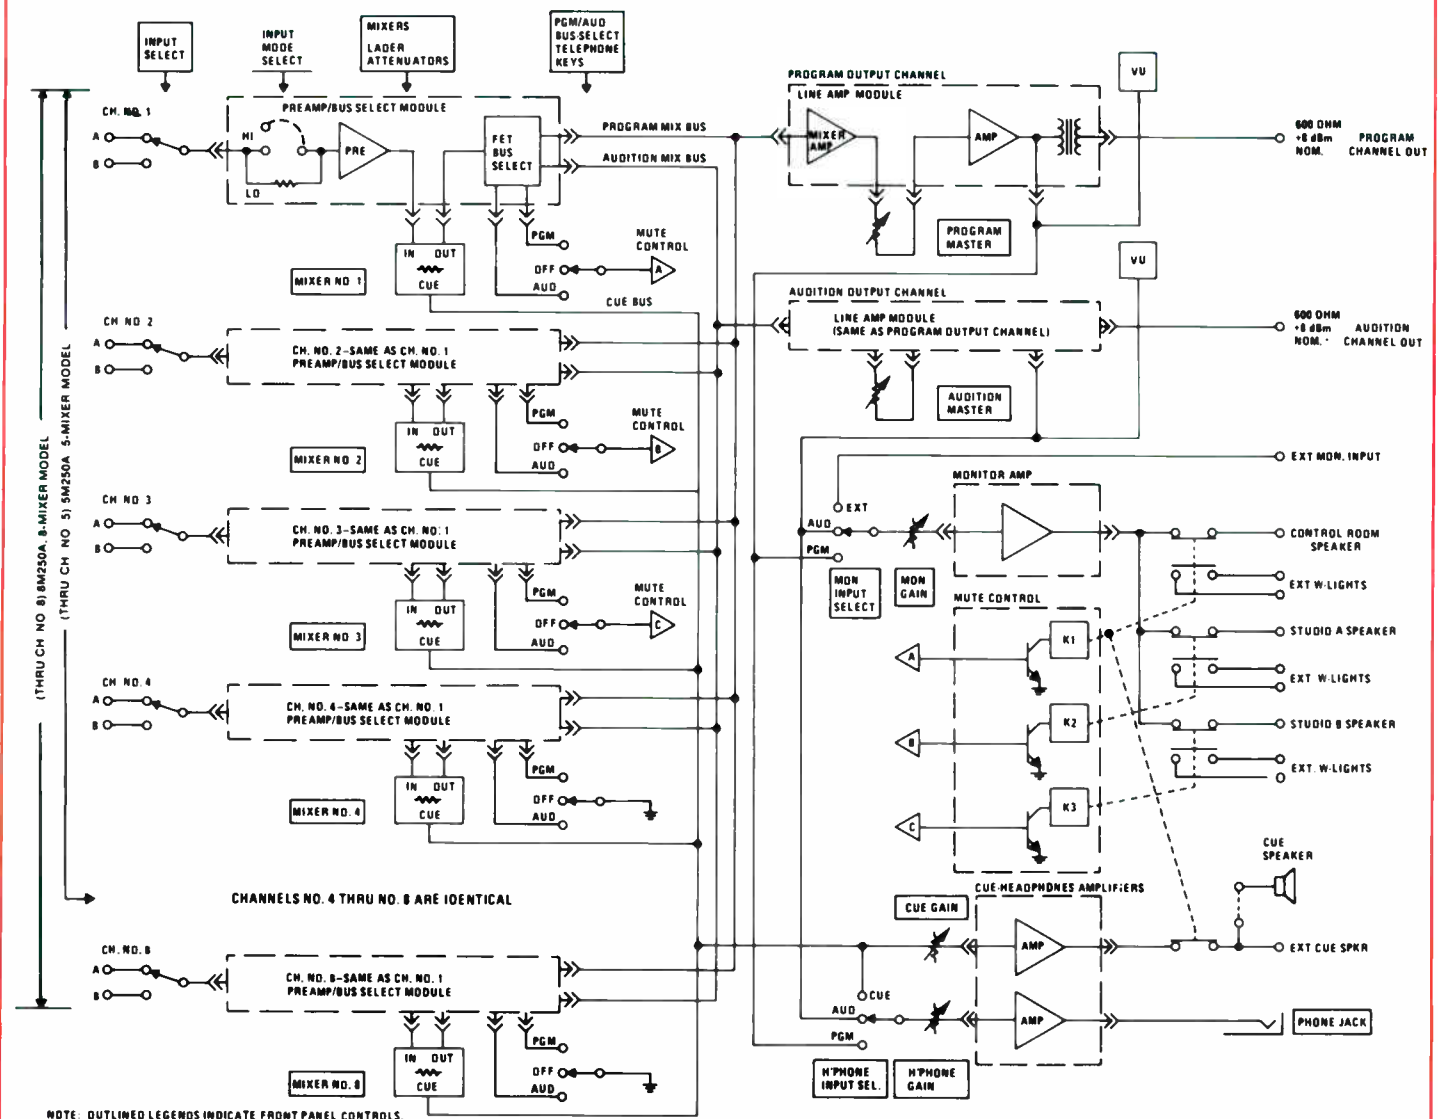 INPUT
SELECT
INPUT
MODE
SELECT
MIXERS
LADER
ATTENUATORS
PGM/AUD
BUS-SELECT
TELEPHONE
KEYS
CH. NO. 1
A
B
PREAMP/BUS SELECT MODULE
HI
LO
PRE
FET
BUS
SELECT
PROGRAM MIX BUS
AUDITION MIX BUS
IN OUT
CUE
MIXER NO 1
PGM
OFF
AUD
MUTE
CONTROL
A
CUE BUS
PROGRAM OUTPUT CHANNEL
LINE AMP MODULE
MIXER
AMP
AMP
VU
600 OHM
+8 dBm
NOM.
PROGRAM
CHANNEL OUT
PROGRAM
MASTER
VU
AUDITION OUTPUT CHANNEL
LINE AMP MODULE
(SAME AS PROGRAM OUTPUT CHANNEL)
600 OHM
+8 dBm
NOM.
AUDITION
CHANNEL OUT
AUDITION
MASTER
CH NO 2
A
B
CH. NO. 2-SAME AS CH. NO. 1
PREAMP/BUS SELECT MODULE
IN OUT
CUE
MIXER NO 2
PGM
OFF
AUD
MUTE
CONTROL
B
CH NO 3
A
B
CH. NO. 3-SAME AS CH. NO. 1
PREAMP/BUS SELECT MODULE
IN OUT
CUE
MIXER NO 3
PGM
OFF
AUD
MUTE
CONTROL
C
CH NO. 4
A
B
CH. NO. 4-SAME AS CH. NO. 1
PREAMP/BUS SELECT MODULE
IN OUT
CUE
MIXER NO. 4
PGM
OFF
AUD
CHANNELS NO. 4 THRU NO. 8 ARE IDENTICAL
CH. NO. 8
A
B
CH. NO. 8-SAME AS CH. NO. 1
PREAMP/BUS SELECT MODULE
IN OUT
CUE
MIXER NO. 8
PGM
OFF
AUD
(THRU CH NO 8) 8M250A, 8-MIXER MODEL
(THRU CH NO 5) 5M250A 5-MIXER MODEL
EXT MON. INPUT
EXT
AUD
PGM
MON
INPUT
SELECT
MON
GAIN
MONITOR AMP
MUTE CONTROL
A
K1
B
K2
C
K3
CONTROL ROOM
SPEAKER
EXT W-LIGHTS
STUDIO A SPEAKER
EXT W-LIGHTS
STUDIO B SPEAKER
EXT. W-LIGHTS
CUE
SPEAKER
CUE-HEADPHONES AMPLIFIERS
CUE GAIN
AMP
EXT CUE SPKR
CUE
AUD
PGM
AMP
PHONE JACK
H'PHONE
INPUT SEL.
H'PHONE
GAIN
NOTE: OUTLINED LEGENDS INDICATE FRONT PANEL CONTROLS.